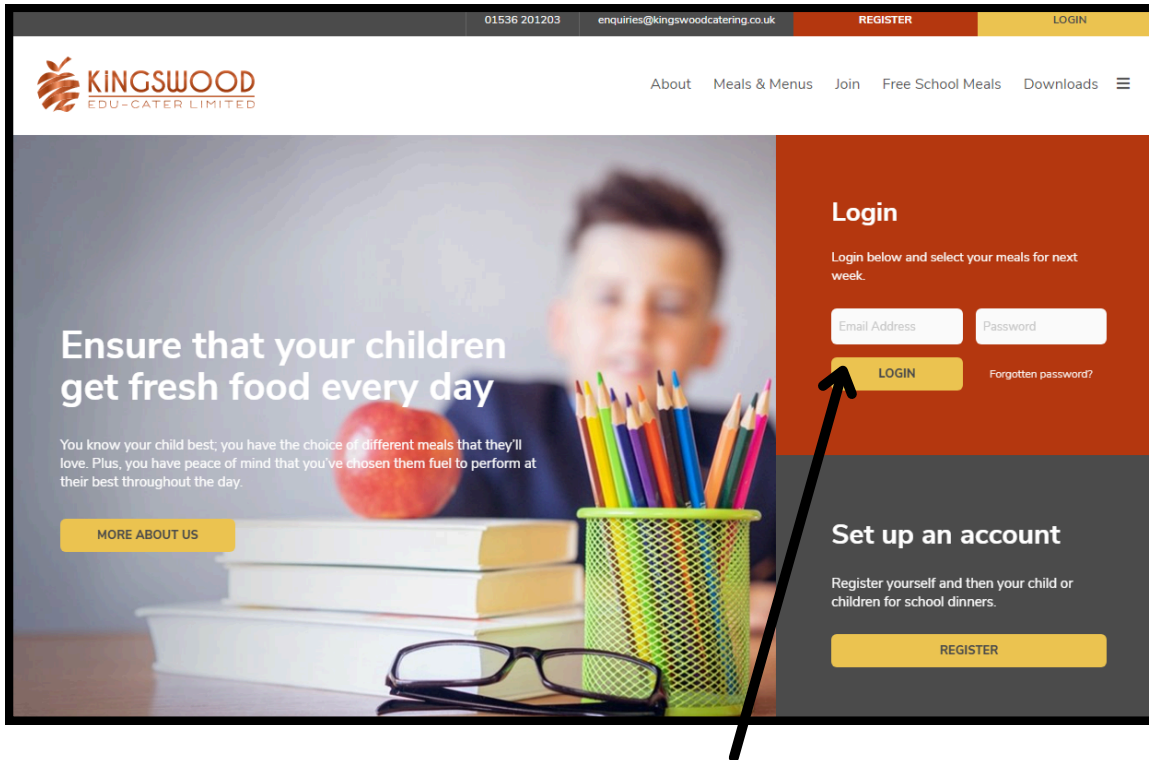 01536 201203 enquiries@kingswoodcatering.co.uk REGISTER LOGIN
KINGSWOOD
EDU-CATER LIMITED
About Meals & Menus Join Free School Meals Downloads
Ensure that your children
get fresh food every day
You know your child best; you have the choice of different meals that they'll
love. Plus, you have peace of mind that you've chosen them fuel to perform at
their best throughout the day.
MORE ABOUT US
Login
Login below and select your meals for next
week.
Email Address Password
LOGIN Forgotten password?
Set up an account
Register yourself and then your child or
children for school dinners.
REGISTER